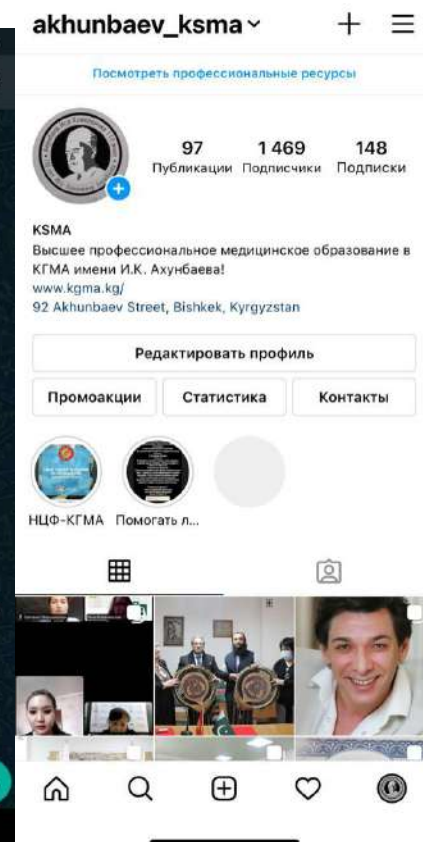 akhunbaev_ksma
Посмотреть профессиональные ресурсы
97 1 469 148
Публикации Подписчики Подписки
KSMA
Высшее профессиональное медицинское образование в
КГМА имени И.К. Ахунбаева!
www.kgma.kg/
92 Akhunbaev Street, Bishkek, Kyrgyzstan
Редактировать профиль
Промоакции Статистика Контакты
НЦФ-КГМА Помогать л...